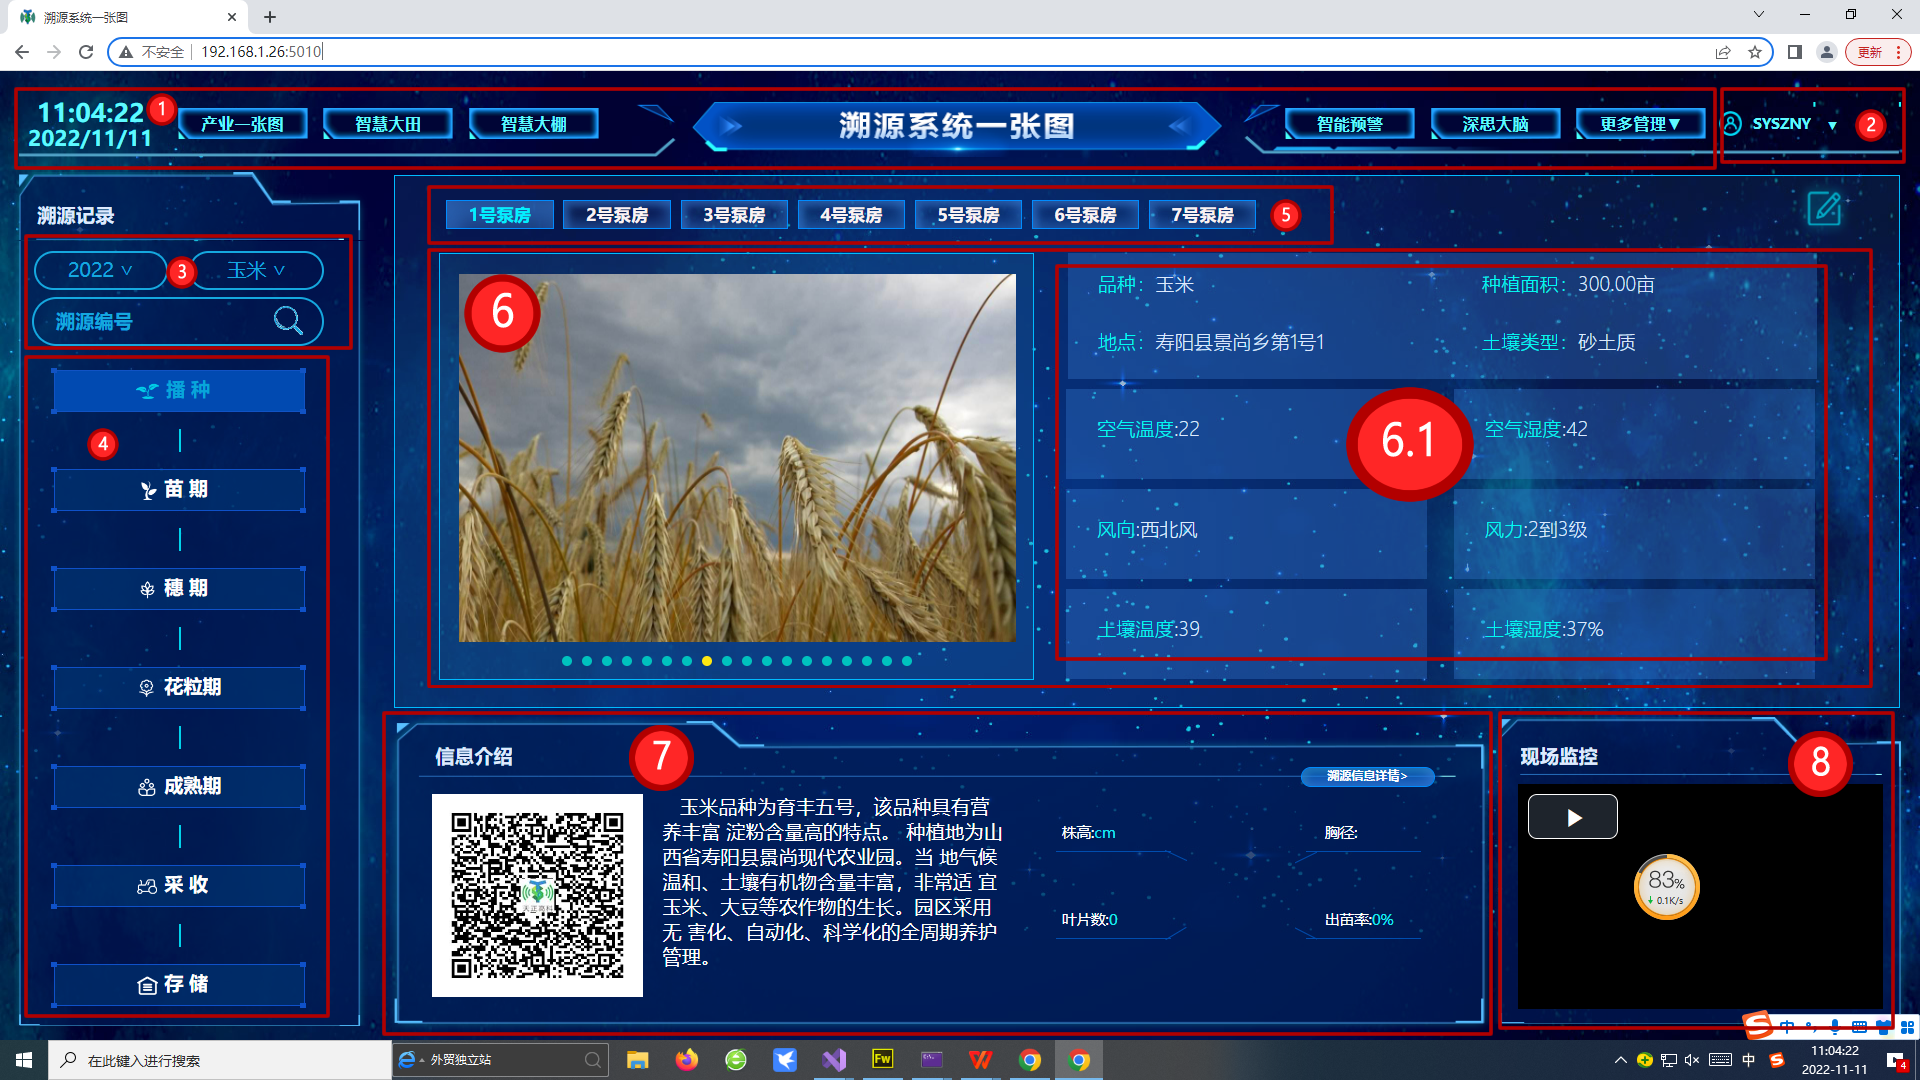 溯源系统一张图
不安全
192.168.1.26:5010
更新
11:04:22
2022/11/11
1
产业一张图
智慧大田
智慧大棚
溯源系统一张图
智能预警
深思大脑
更多管理▼
SYSZNY ▼
2
溯源记录
2022
3
玉米
溯源编号
播种
4
苗期
穗期
花粒期
成熟期
采收
存储
1号泵房
2号泵房
3号泵房
4号泵房
5号泵房
6号泵房
7号泵房
5
6
品种：玉米
种植面积：300.00亩
地点：寿阳县景尚乡第1号1
土壤类型：砂土质
6.1
空气温度:22
空气湿度:42
风向:西北风
风力:2到3级
土壤温度:39
土壤湿度:37%
信息介绍
7
溯源信息详情>
天正高科
玉米品种为育丰五号，该品种具有营
养丰富 淀粉含量高的特点。 种植地为山
西省寿阳县景尚现代农业园。当 地气候
温和、土壤有机物含量丰富，非常适 宜
玉米、大豆等农作物的生长。园区采用
无 害化、自动化、科学化的全周期养护
管理。
株高:cm
胸径:
叶片数:0
出苗率:0%
现场监控
8
83%
0.1K/s
中
在此键入进行搜索
外贸独立站
Fw
中
11:04:22
2022-11-11
4